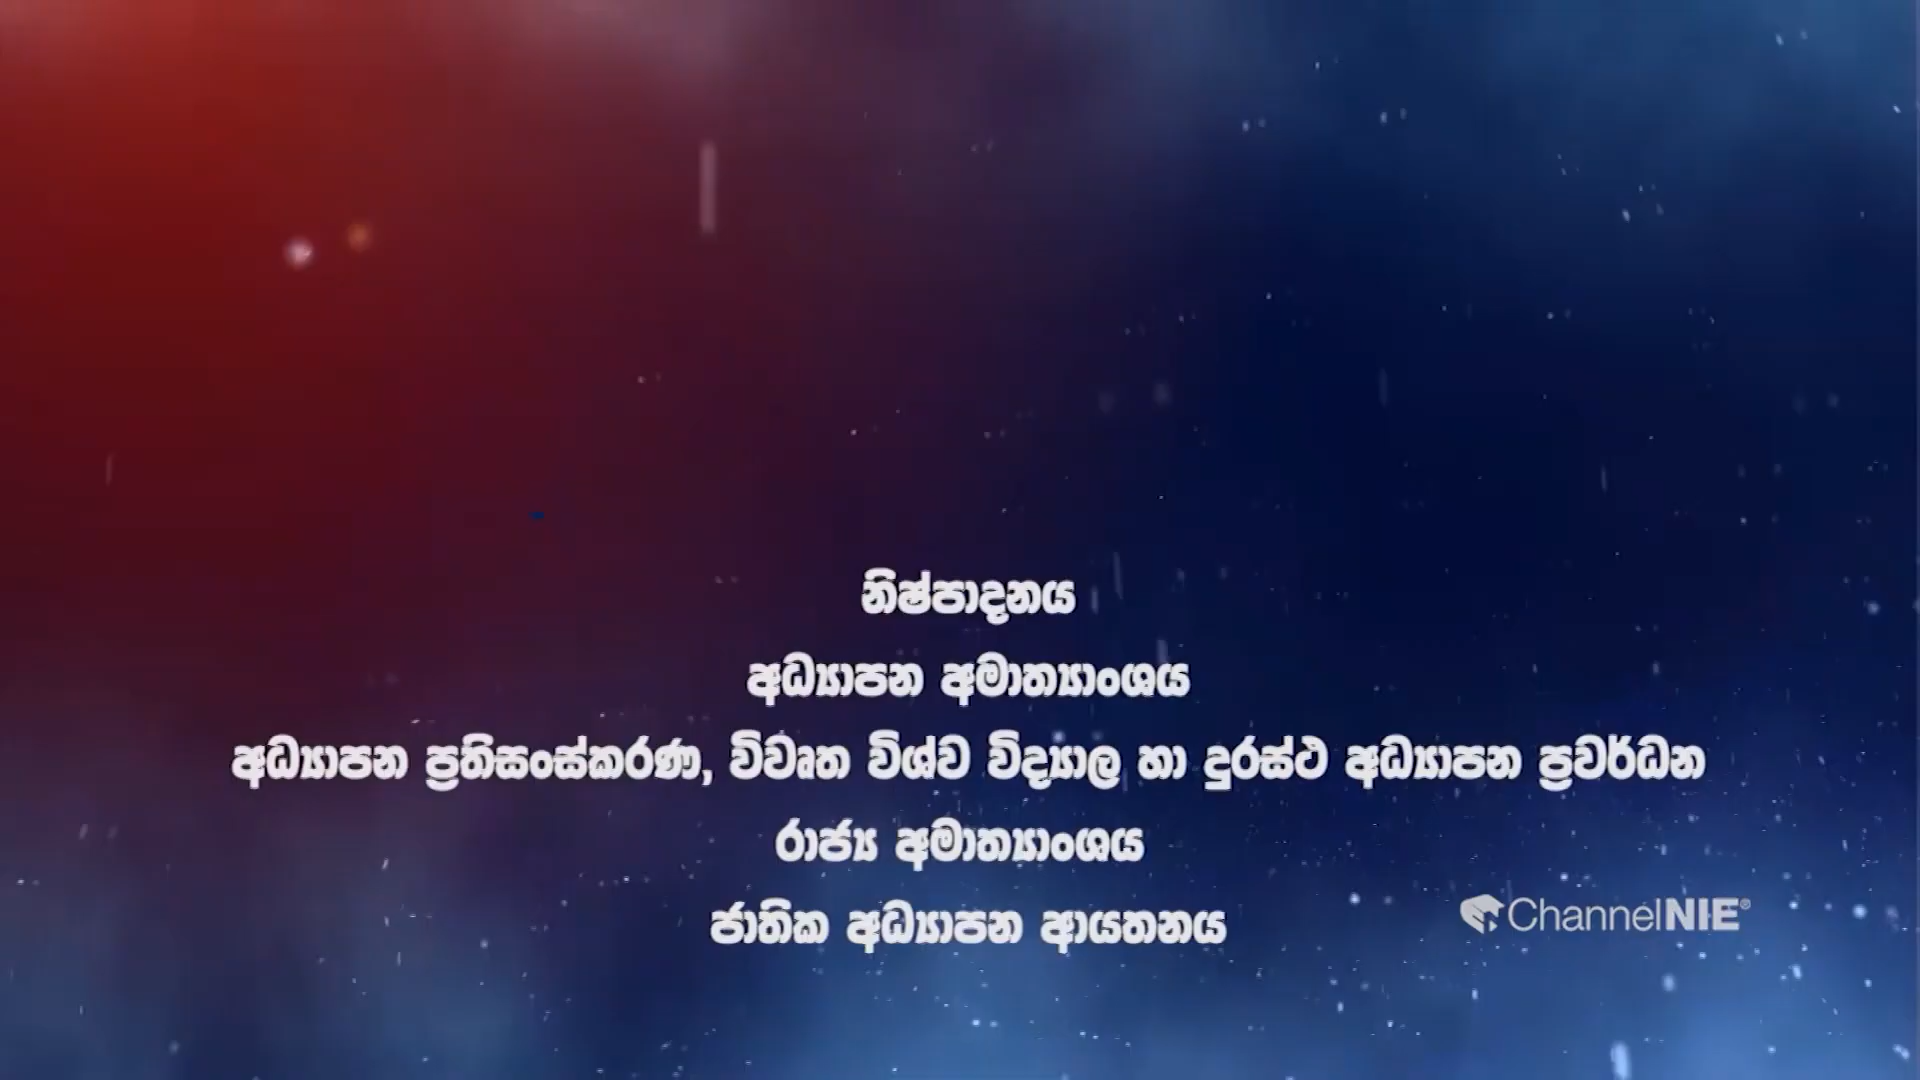 නිෂ්පාදනය
අධ්‍යාපන අමාත්‍යාංශය
අධ්‍යාපන ප්‍රතිසංස්කරණ, විවෘත විශ්ව විද්‍යාල හා දුරස්ථ අධ්‍යාපන ප්‍රවර්ධන
රාජ්‍ය අමාත්‍යාංශය
ජාතික අධ්‍යාපන ආයතනය
ChannelNIE®